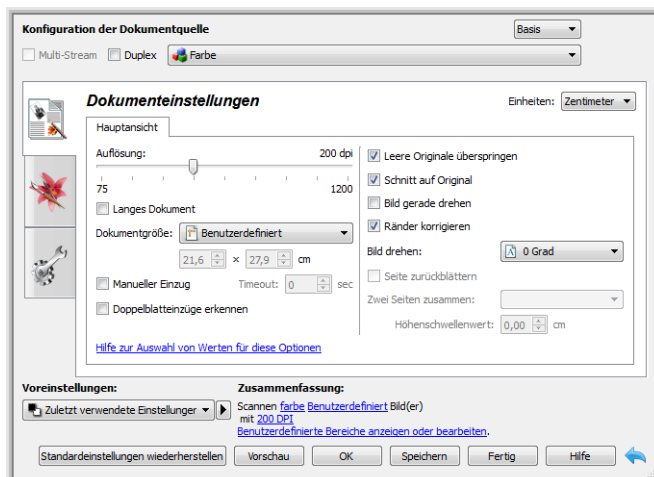 Konfiguration der Dokumentquelle
Basis
Multi-Stream
Duplex
Farbe
Dokumenteinstellungen
Einheiten: Zentimeter
Hauptansicht
Auflösung: 200 dpi
75 1200
Langes Dokument
Dokumentgröße: Benutzerdefiniert
21,6 × 27,9 cm
Manueller Einzug Timeout: 0 sec
Doppelblatteinzüge erkennen
Hilfe zur Auswahl von Werten für diese Optionen
Leere Originale überspringen
Schnitt auf Original
Bild gerade drehen
Ränder korrigieren
Bild drehen: 0 Grad
Seite zurückblättern
Zwei Seiten zusammen:
Höhenschwellenwert: 0,00 cm
Voreinstellungen:
Zuletzt verwendete Einstellunger
Zusammenfassung:
Scannen farbe Benutzerdefiniert Bild(er)
mit 200 DPI
Benutzerdefinierte Bereiche anzeigen oder bearbeiten.
Standardeinstellungen wiederherstellen Vorschau OK Speichern Fertig Hilfe